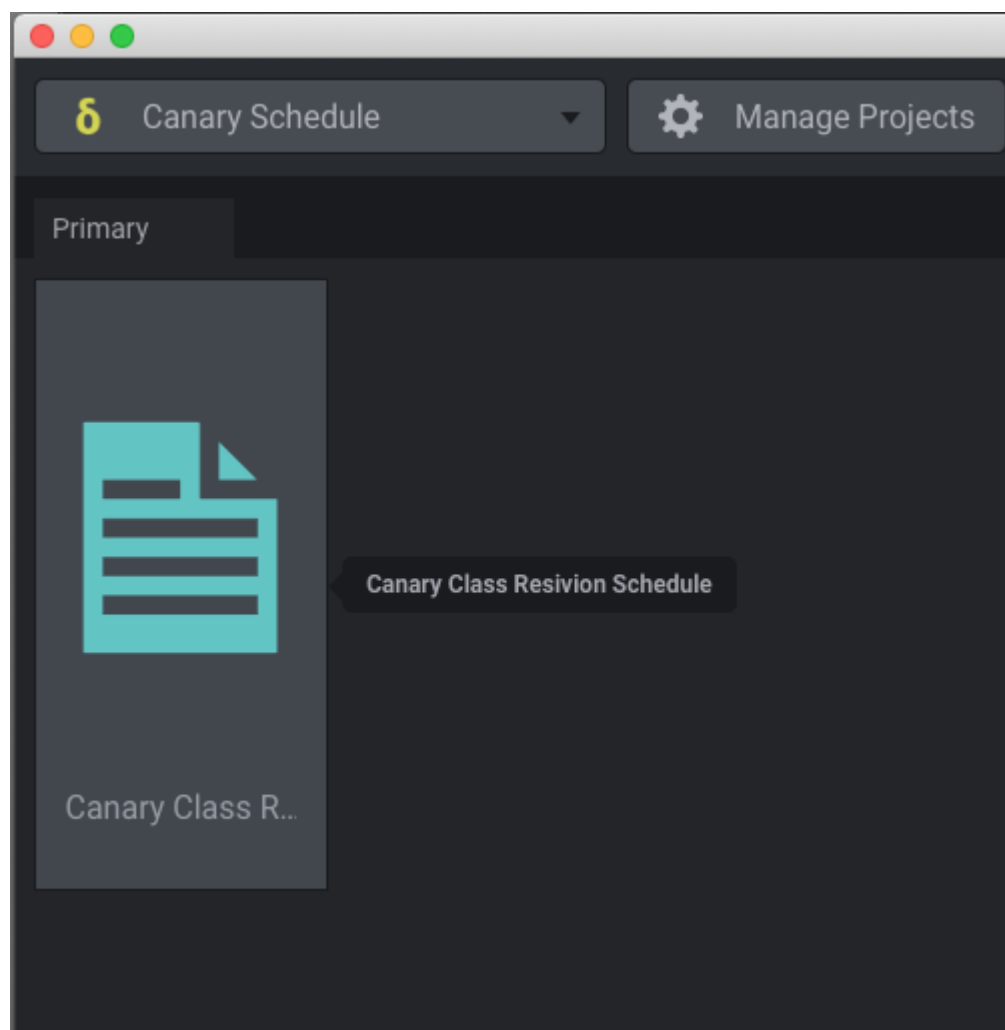 δ Canary Schedule
Manage Projects
Primary
Canary Class Resivion Schedule
Canary Class R...